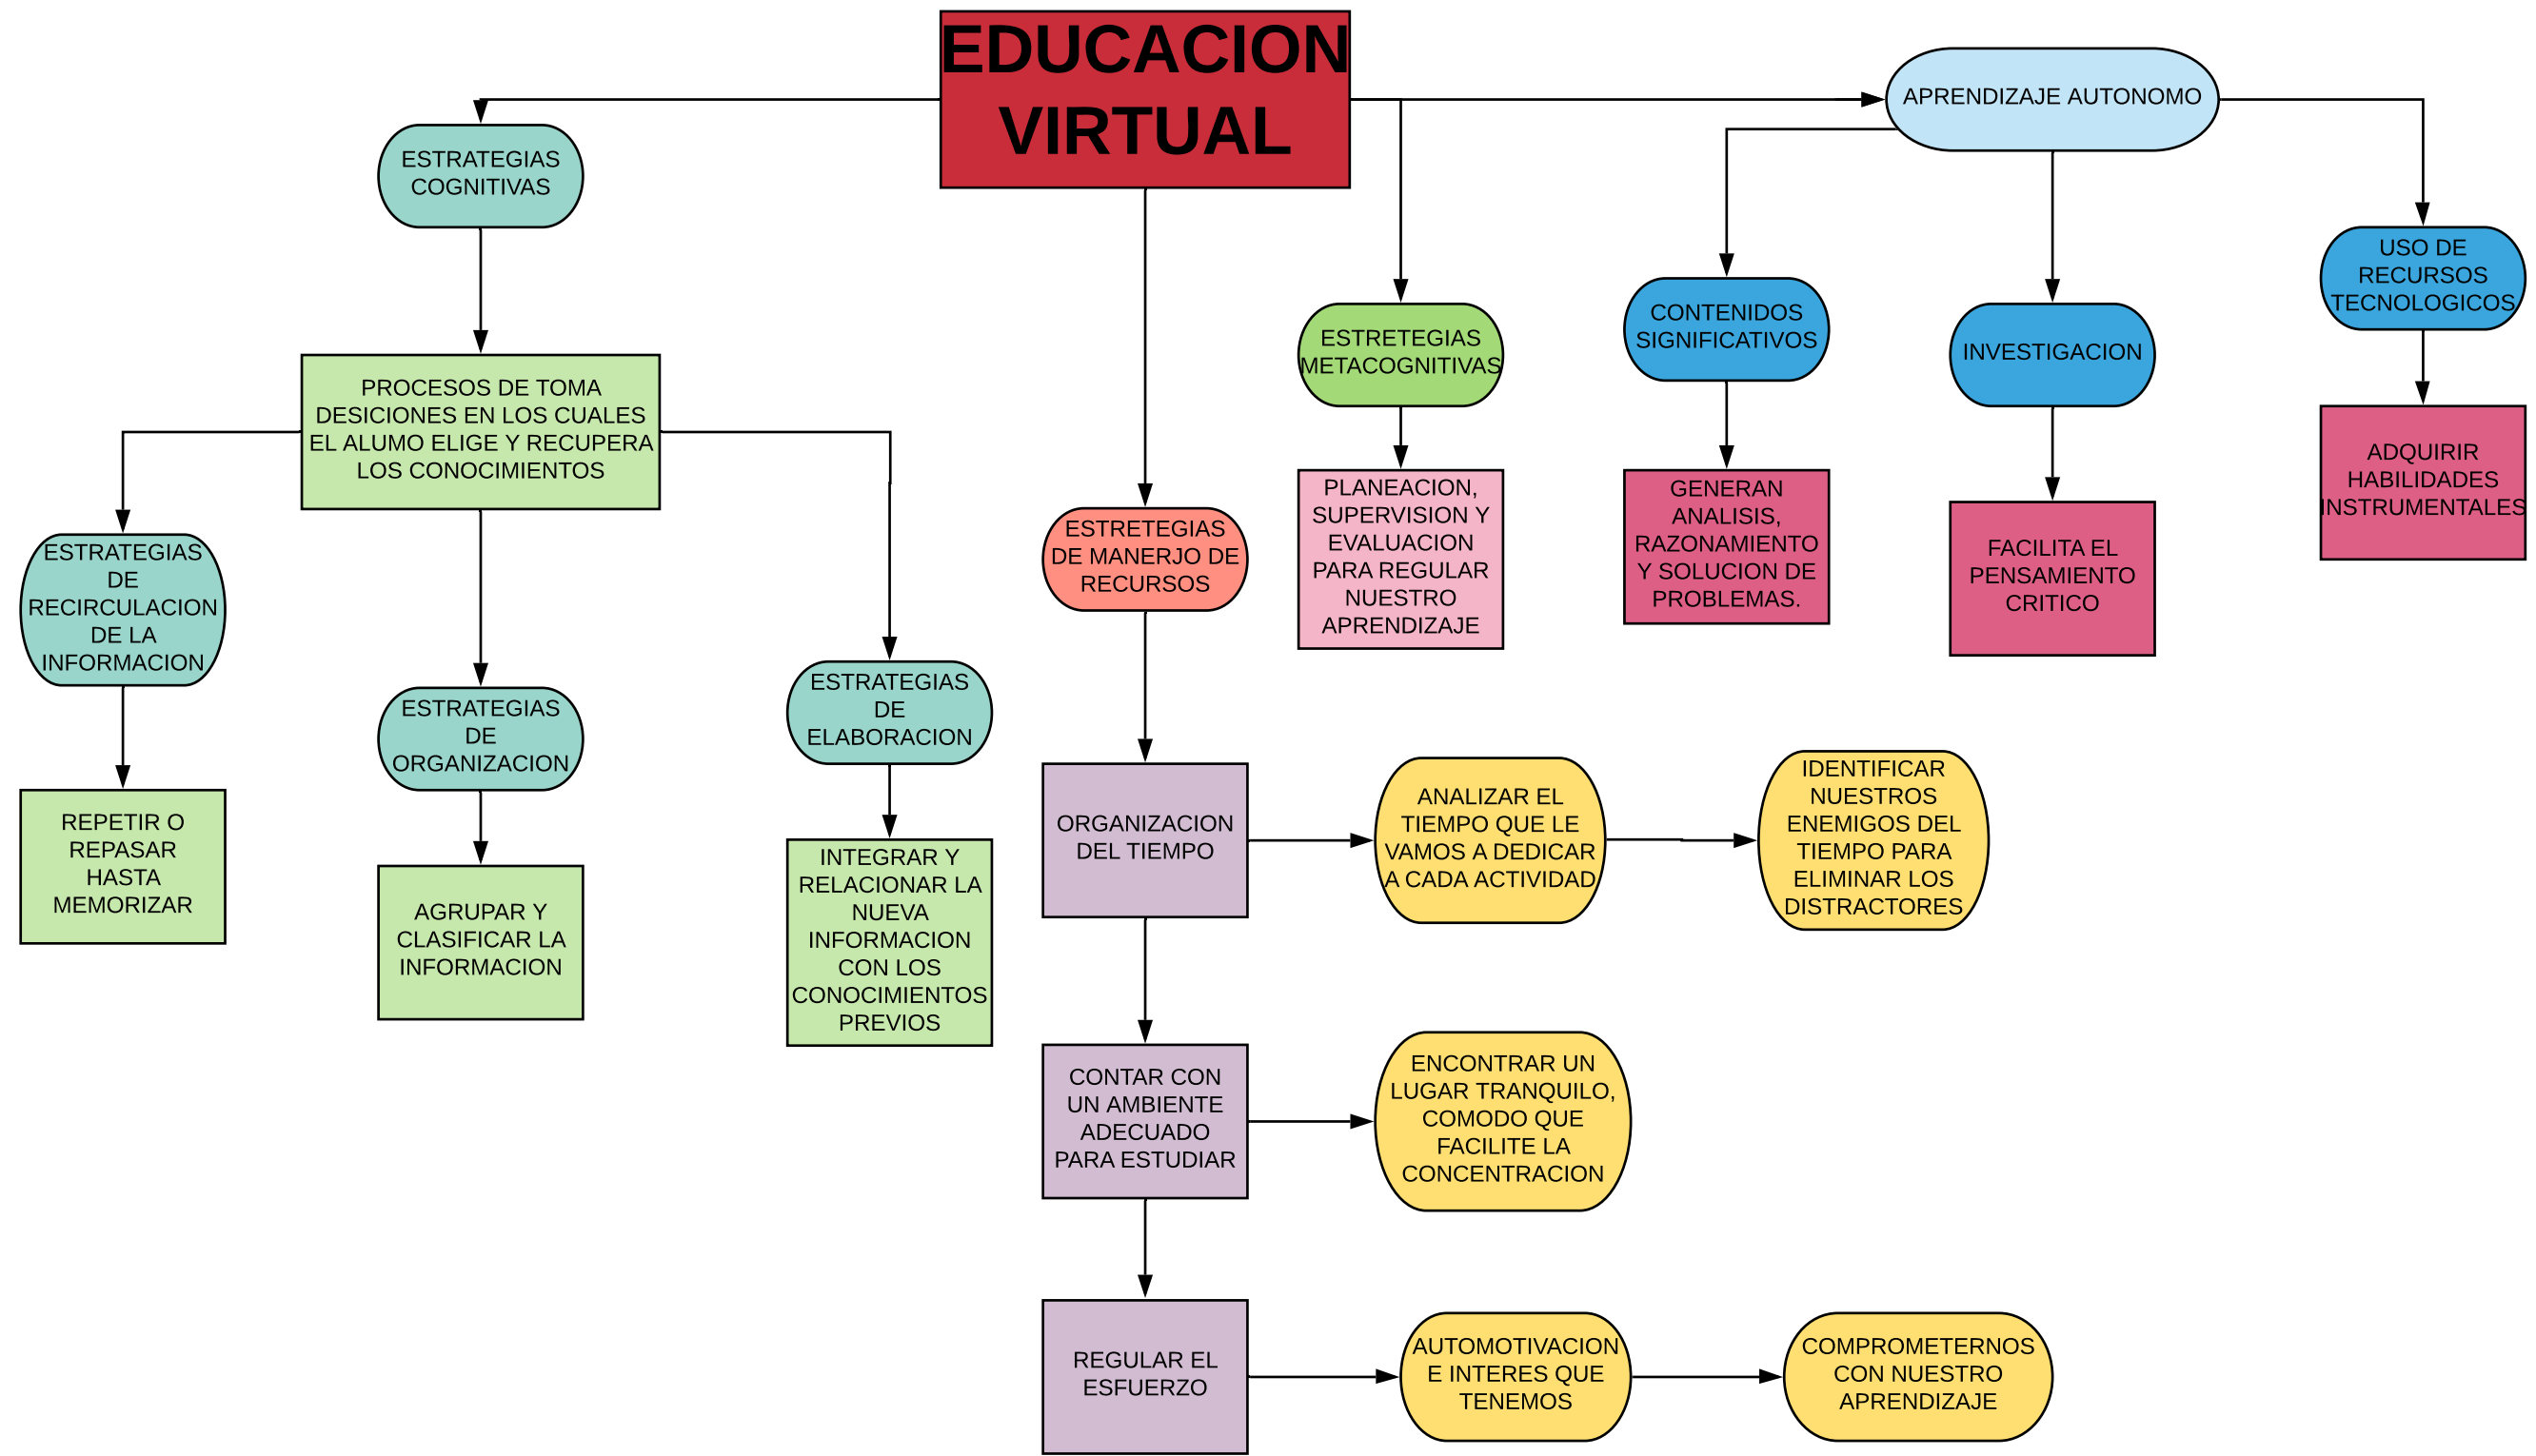 EDUCACION
VIRTUAL
APRENDIZAJE AUTONOMO
ESTRATEGIAS
COGNITIVAS
USO DE
RECURSOS
TECNOLOGICOS
CONTENIDOS
SIGNIFICATIVOS
ESTRETEGIAS
METACOGNITIVAS
INVESTIGACION
PROCESOS DE TOMA
DESICIONES EN LOS CUALES
EL ALUMO ELIGE Y RECUPERA
LOS CONOCIMIENTOS
ADQUIRIR
HABILIDADES
INSTRUMENTALES
PLANEACION,
SUPERVISION Y
EVALUACION
PARA REGULAR
NUESTRO
APRENDIZAJE
GENERAN
ANALISIS,
RAZONAMIENTO
Y SOLUCION DE
PROBLEMAS.
FACILITA EL
PENSAMIENTO
CRITICO
ESTRETEGIAS
DE MANERJO DE
RECURSOS
ESTRATEGIAS
DE
RECIRCULACION
DE LA
INFORMACION
ESTRATEGIAS
DE
ORGANIZACION
ESTRATEGIAS
DE
ELABORACION
REPETIR O
REPASAR
HASTA
MEMORIZAR
AGRUPAR Y
CLASIFICAR LA
INFORMACION
INTEGRAR Y
RELACIONAR LA
NUEVA
INFORMACION
CON LOS
CONOCIMIENTOS
PREVIOS
ORGANIZACION
DEL TIEMPO
ANALIZAR EL
TIEMPO QUE LE
VAMOS A DEDICAR
A CADA ACTIVIDAD
IDENTIFICAR
NUESTROS
ENEMIGOS DEL
TIEMPO PARA
ELIMINAR LOS
DISTRACTORES
CONTAR CON
UN AMBIENTE
ADECUADO
PARA ESTUDIAR
ENCONTRAR UN
LUGAR TRANQUILO,
COMODO QUE
FACILITE LA
CONCENTRACION
REGULAR EL
ESFUERZO
AUTOMOTIVACION
E INTERES QUE
TENEMOS
COMPROMETERNOS
CON NUESTRO
APRENDIZAJE